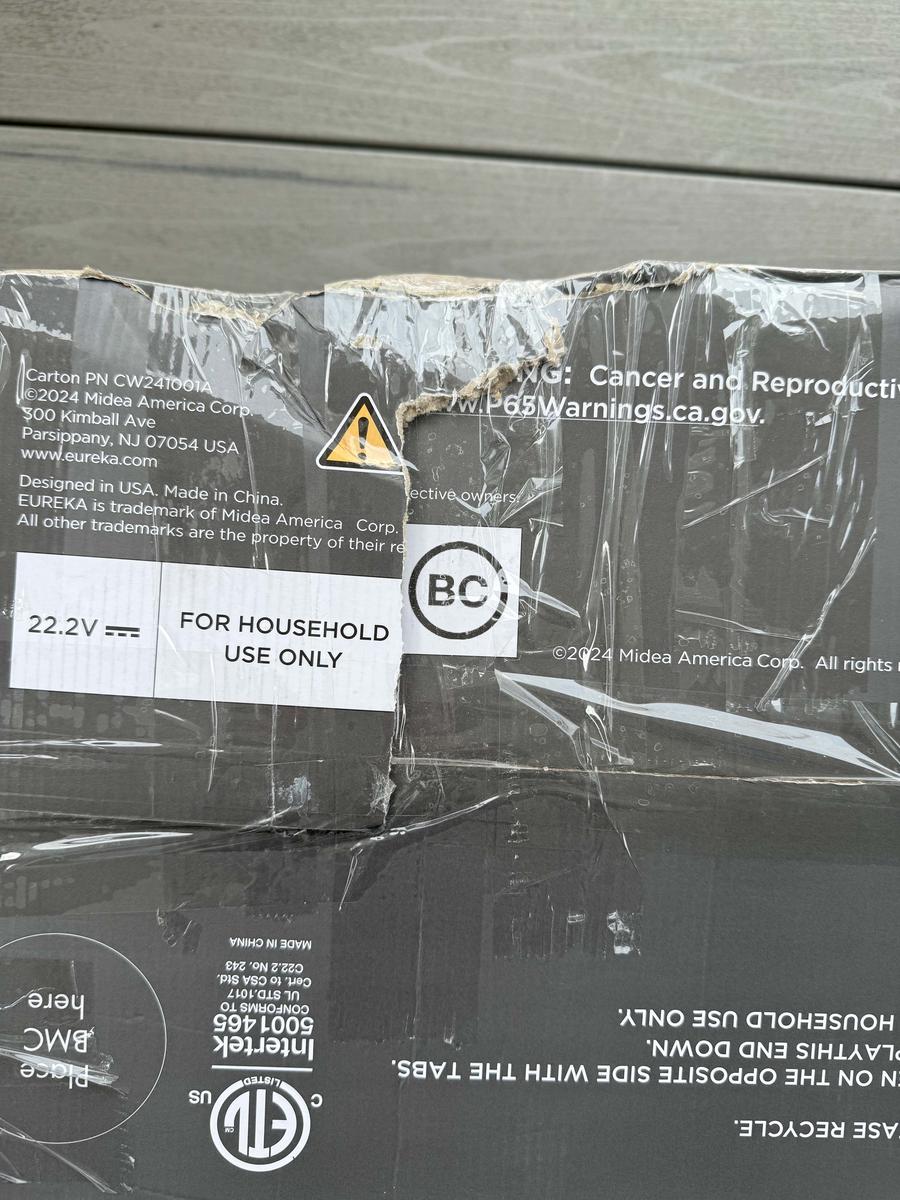 Carton PN CW241001A
©2024 Midea America Corp.
300 Kimball Ave
Parsippany, NJ 07054 USA
www.eureka.com
Designed in USA. Made in China.
EUREKA is trademark of Midea America Corp.
All other trademarks are the property of their re
ective owners.
NG: Cancer and Reproductiv
w.P65Warnings.ca.gov.
22.2V
FOR HOUSEHOLD
USE ONLY
BC
©2024 Midea America Corp. All rights
ASE RECYCLE.
EN ON THE OPPOSITE SIDE WITH THE TABS.
PLAYTHIS END DOWN.
HOUSEHOLD USE ONLY.
C ETL US
CM
LISTED
Intertek
5001465
CONFORMS TO
UL STD.1017
Cert. to CSA Std.
C22.2 No. 243
MADE IN CHINA
Place
BMC
here